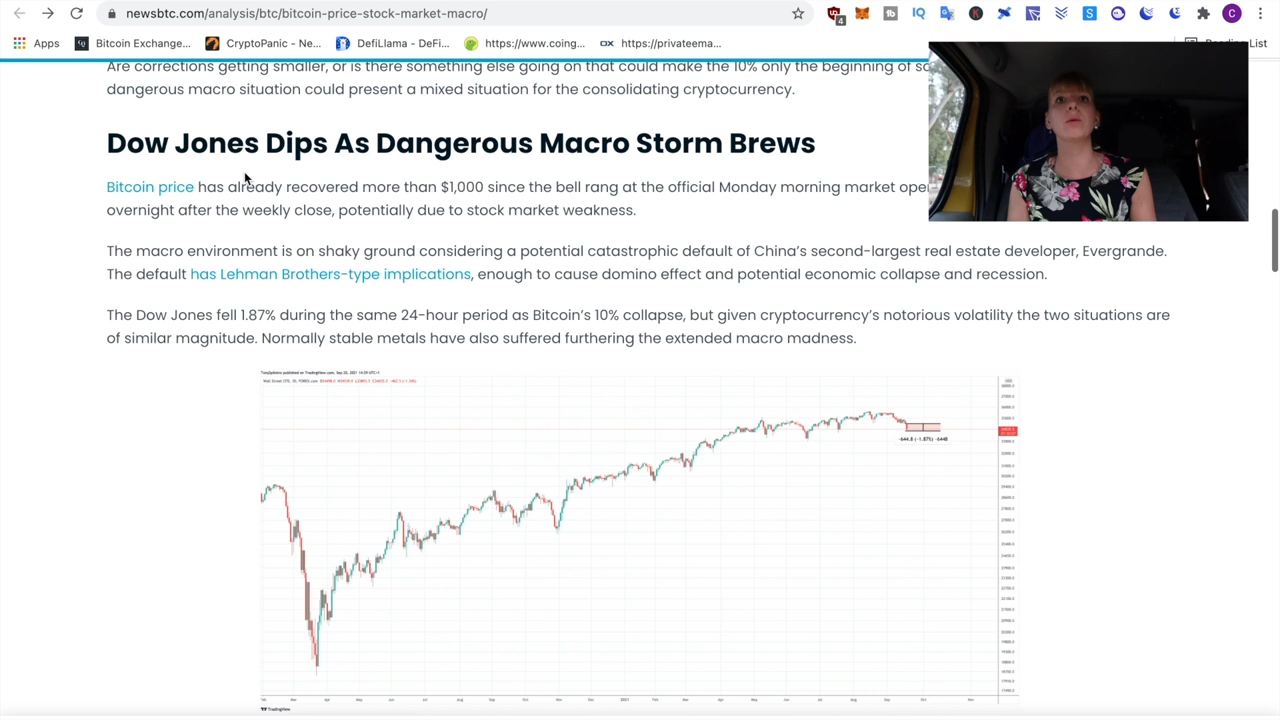 newsbtc.com/analysis/btc/bitcoin-price-stock-market-macro/
4
C
Apps
Bitcoin Exchange...
CryptoPanic - Ne...
DefiLlama - DeFi...
https://www.coing...
https://privateema...
Are corrections getting smaller, or is there something else going on that could make the 10% only the beginning of
dangerous macro situation could present a mixed situation for the consolidating cryptocurrency.
Dow Jones Dips As Dangerous Macro Storm Brews
Bitcoin price has already recovered more than $1,000 since the bell rang at the official Monday morning market
overnight after the weekly close, potentially due to stock market weakness.
The macro environment is on shaky ground considering a potential catastrophic default of China's second-largest real estate developer, Evergrande.
The default has Lehman Brothers-type implications, enough to cause domino effect and potential economic collapse and recession.
The Dow Jones fell 1.87% during the same 24-hour period as Bitcoin's 10% collapse, but given cryptocurrency's notorious volatility the two situations are
of similar magnitude. Normally stable metals have also suffered furthering the extended macro madness.
-644.8 (-1.87%) -6448
TradingView